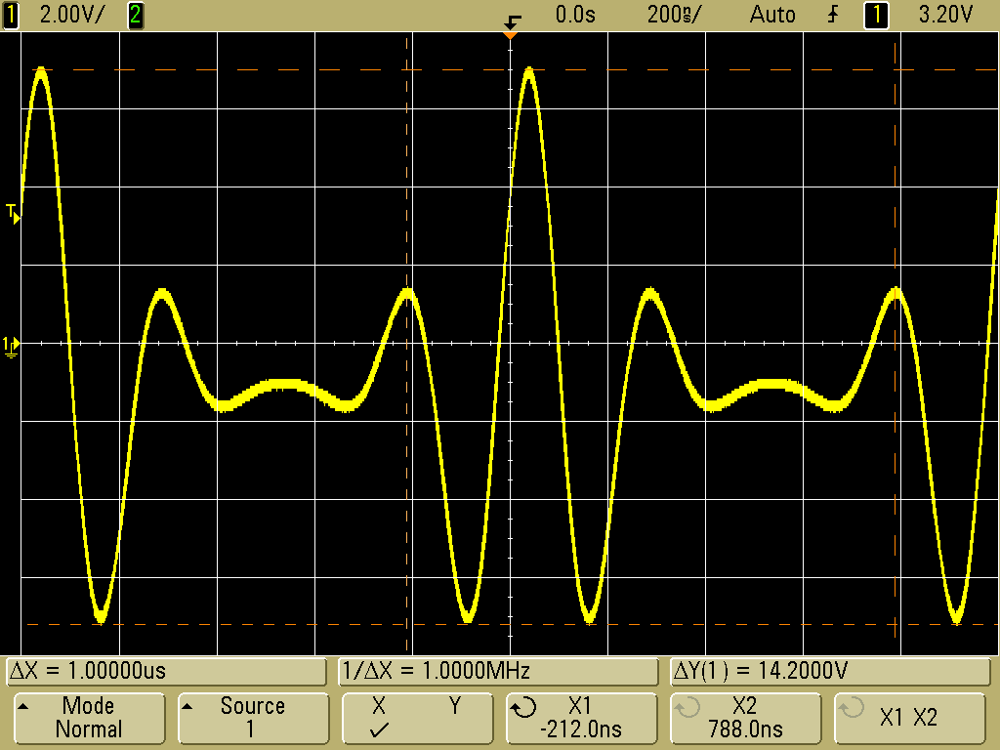 1 2.00V/ 2 0.0s 200ns/ Auto 1 3.20V
T
1
ΔX = 1.00000us 1/ΔX = 1.0000MHz ΔY(1) = 14.2000V
Mode Source X Y X1 X2 X1 X2
Normal 1 -212.0ns 788.0ns